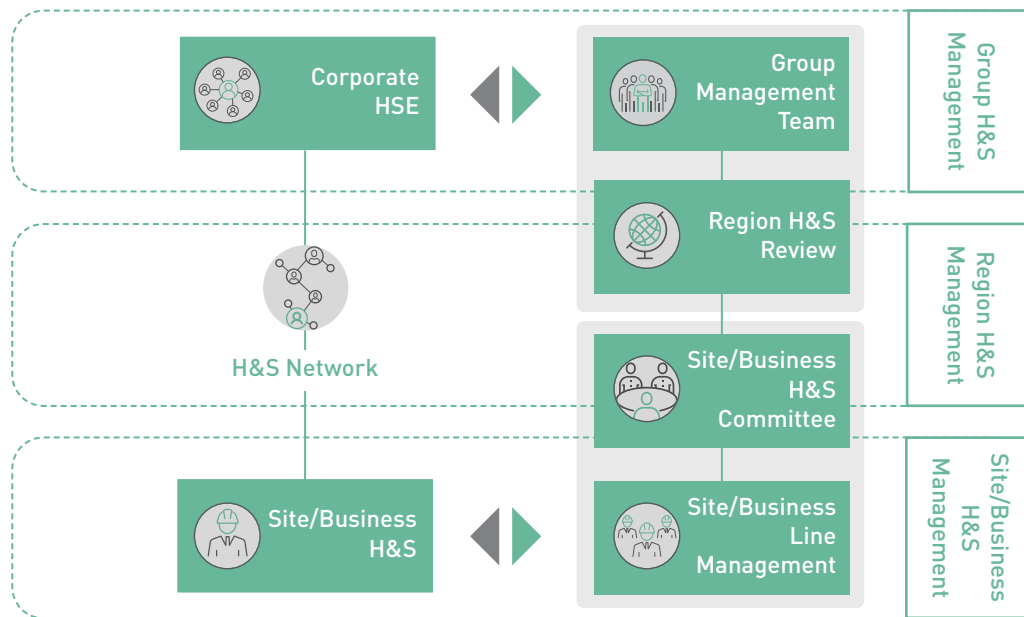 Corporate
HSE
Group
Management
Team
Group H&S
Management
Region H&S
Review
Region H&S
Management
H&S Network
Site/Business
H&S
Committee
Site/Business
H&S
Site/Business
Line
Management
Site/Business
H&S
Management